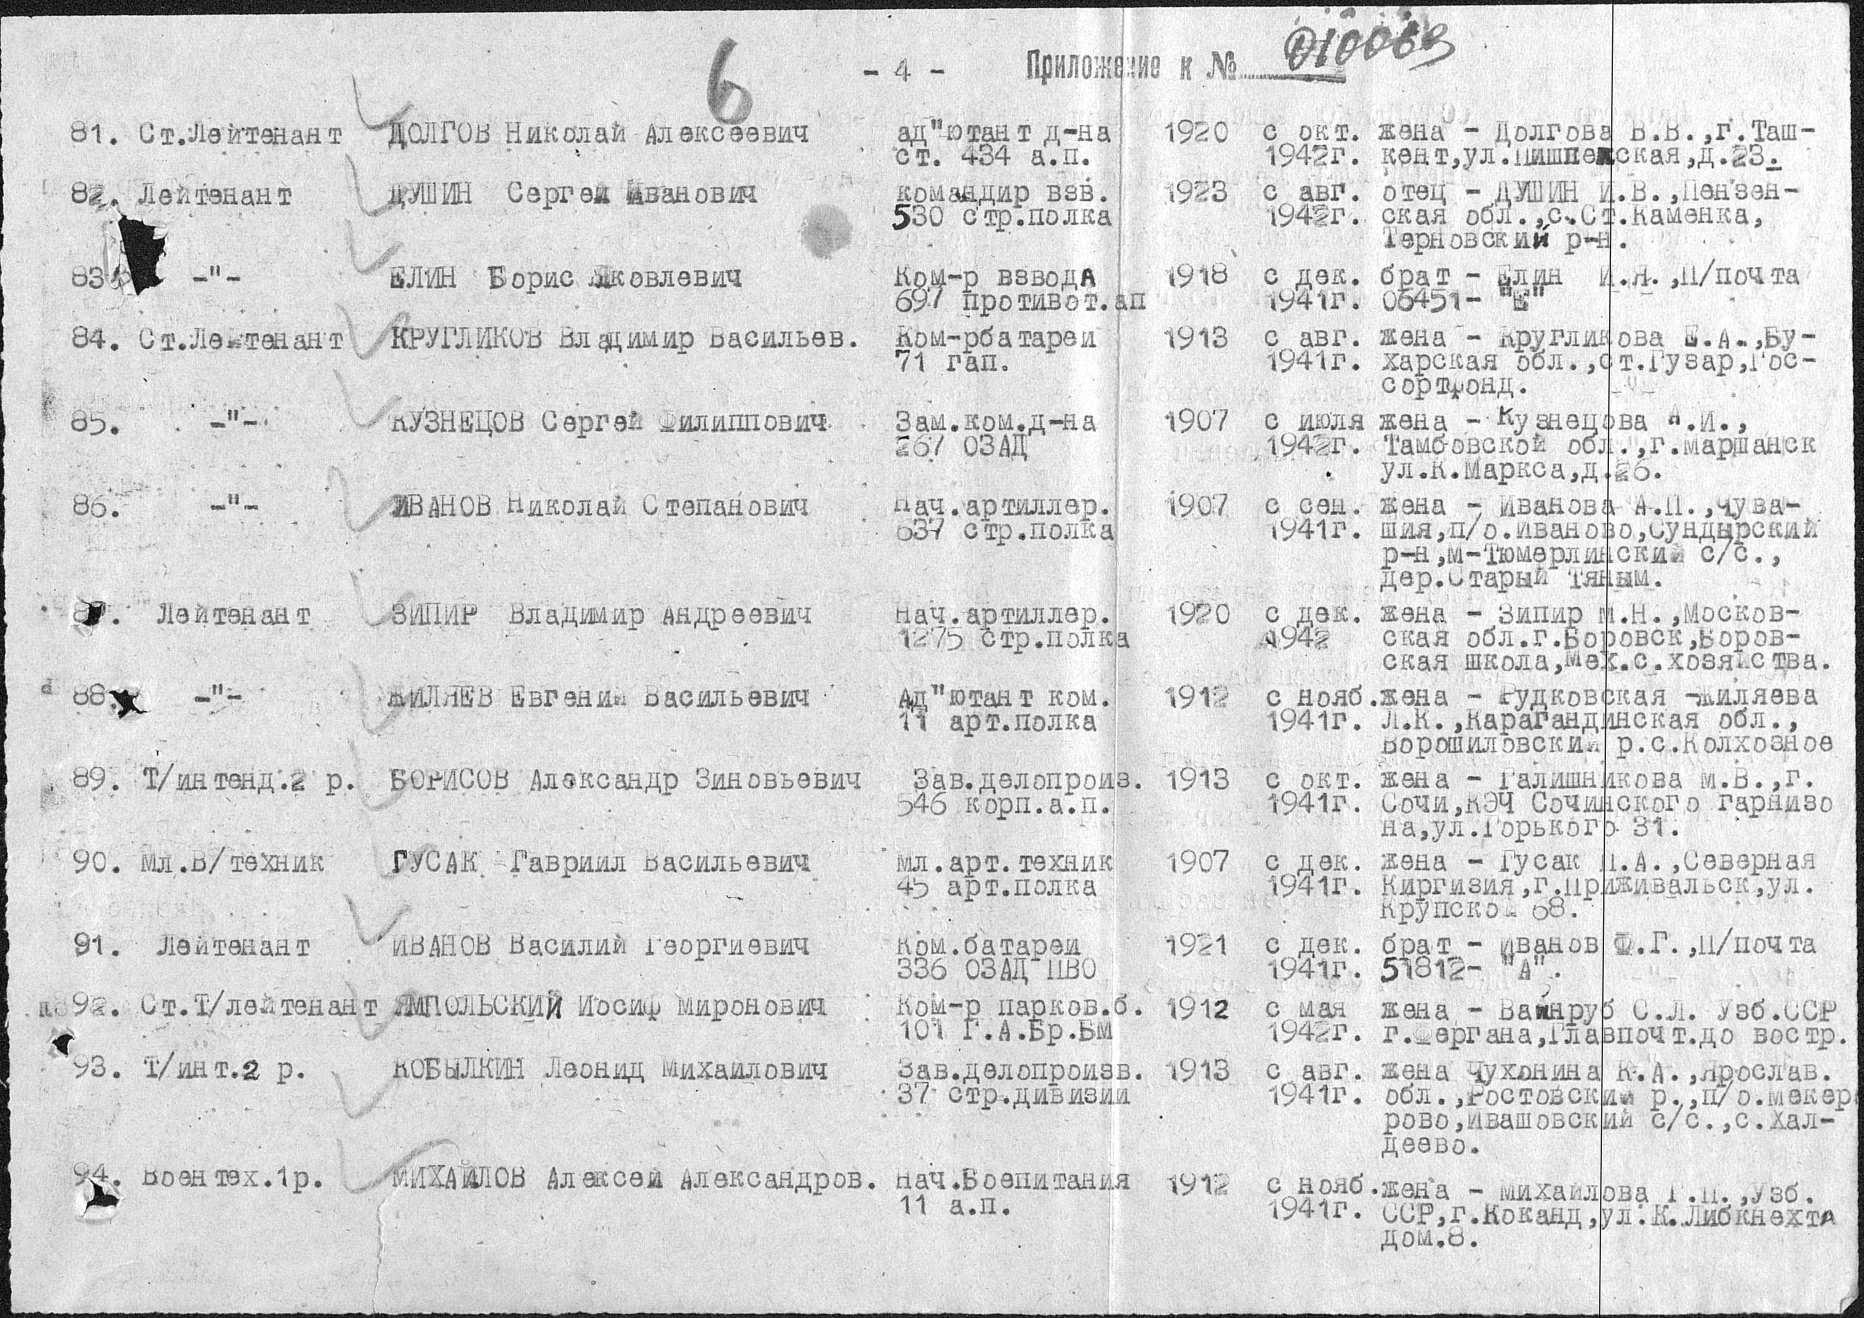 6
- 4 -
Приложение к № 010063
81. Ст.Лейтенант ДОЛГОВ Николай Алексеевич ад"ютант д-на 1920 с окт. жена - Долгова В.В.,г.Таш-
ст. 434 а.п. 1942г. кент,ул.Пишпекская,д.23.
82. Лейтенант ДУШИН Сергей Иванович командир взв. 1923 с авг. отец - ДУШИН И.В.,Пензен-
530 стр.полка 1942г. ская обл.,с.Ст.Каменка,
Терновский р-н.
83. -"- ЕЛИН Борис Яковлевич Ком-р взвода 1918 с дек. брат - Елин И.Я.,П/почта
697 противот.ап 1941г. 06451- "Б"
84. Ст.Лейтенант КРУГЛИКОВ Владимир Васильев. Ком-рбатареи 1913 с авг. жена - Кругликова Е.А.,Бу-
71 гап. 1941г. харская обл.,ст.Гузар,Гос-
сортфонд.
85. -"- КУЗНЕЦОВ Сергей Филиппович Зам.ком.д-на 1907 с июля жена - Кузнецова А.И.,
267 ОЗАД 1942г. Тамбовской обл.,г.Маршанск
ул.К.Маркса,д.26.
86. -"- ИВАНОВ Николай Степанович Нач.артиллер. 1907 с сен. жена - Иванова А.П.,Чува-
637 стр.полка 1941г. шия,п/о.Иваново,Сундырский
р-н,м-Тюмерлинский с/с.,
дер.Старый Тяным.
87. Лейтенант ЗИПИР Владимир Андреевич Нач.артиллер. 1920 с дек. жена - Зипир М.Н.,Москов-
1275 стр.полка 1942 ская обл.г.Боровск,Боров-
ская школа,мех.с.хозяйства.
88. -"- ЖИЛЯЕВ Евгений Васильевич Ад"ютант ком. 1912 с нояб.жена - Рудковская -Жиляева
11 арт.полка 1941г. Л.К.,Карагандинская обл.,
Ворошиловский р.с.Колхозное
89. Т/интенд.2 р. БОРИСОВ Александр Зиновьевич Зав.делопроиз. 1913 с окт. жена - Галишникова М.В.,г.
546 корп.а.п. 1941г. Сочи,КЭЧ Сочинского гарнизо
на,ул.Горького 31.
90. Мл.В/техник ГУСАК Гавриил Васильевич мл.арт.техник 1907 с дек. жена - Гусак П.А.,Северная
45 арт.полка 1941г. Киргизия,г.Приживальск,ул.
Крупской 68.
91. Лейтенант ИВАНОВ Василий Георгиевич Ком.батареи 1921 с дек. брат - Иванов Ф.Г.,П/почта
336 ОЗАД ПВО 1941г. 51812- "А".
92. Ст.Т/лейтенант ЯМПОЛЬСКИЙ Иосиф Миронович Ком-р парков.б. 1912 с мая жена - Вайнруб С.Л. Узб.ССР
101 Г.А.Бр.БМ 1942г. г.Фергана,Главпочт.до востр.
93. Т/инт.2 р. КОБЫЛКИН Леонид Михайлович Зав.делопроизв. 1913 с авг. жена Чухонина К.А.,Ярослав.
37 стр.дивизии 1941г. обл.,Ростовский р.,п/о.мекер
рово,Ивашовский с/с.,с.Хал-
деево.
94. Воентех.1р. МИХАЙЛОВ Алексей Александров. Нач.Боепитания 1912 с нояб.жена - Михайлова Г.П.,Узб.
11 а.п. 1941г. ССР,г.Коканд,ул.К.Либкнехта
дом.8.